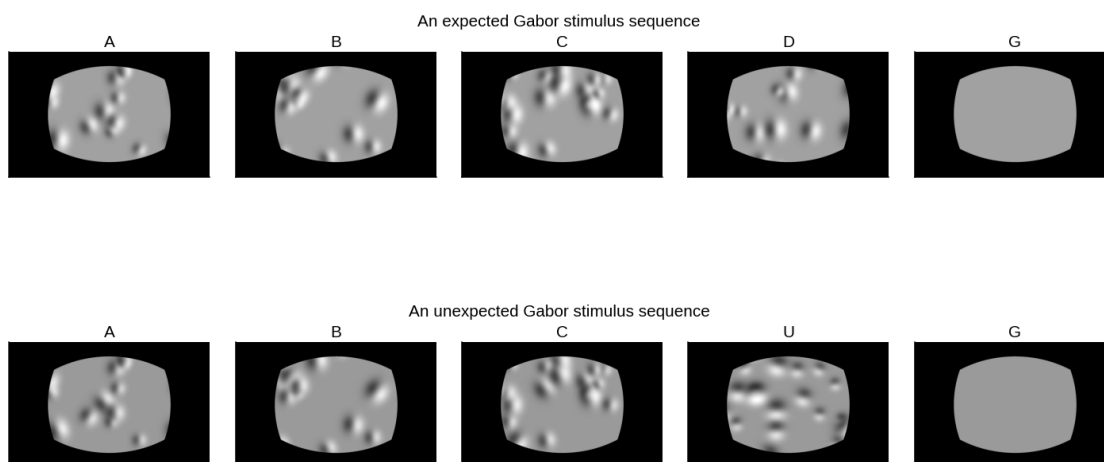 An expected Gabor stimulus sequence
A B C D G
An unexpected Gabor stimulus sequence
A B C U G